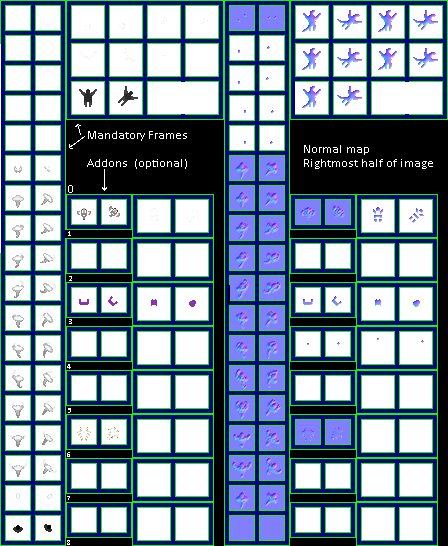 Mandatory Frames
Addons (optional)
Normal map
Rightmost half of image
0
1
2
3
4
5
6
7
8